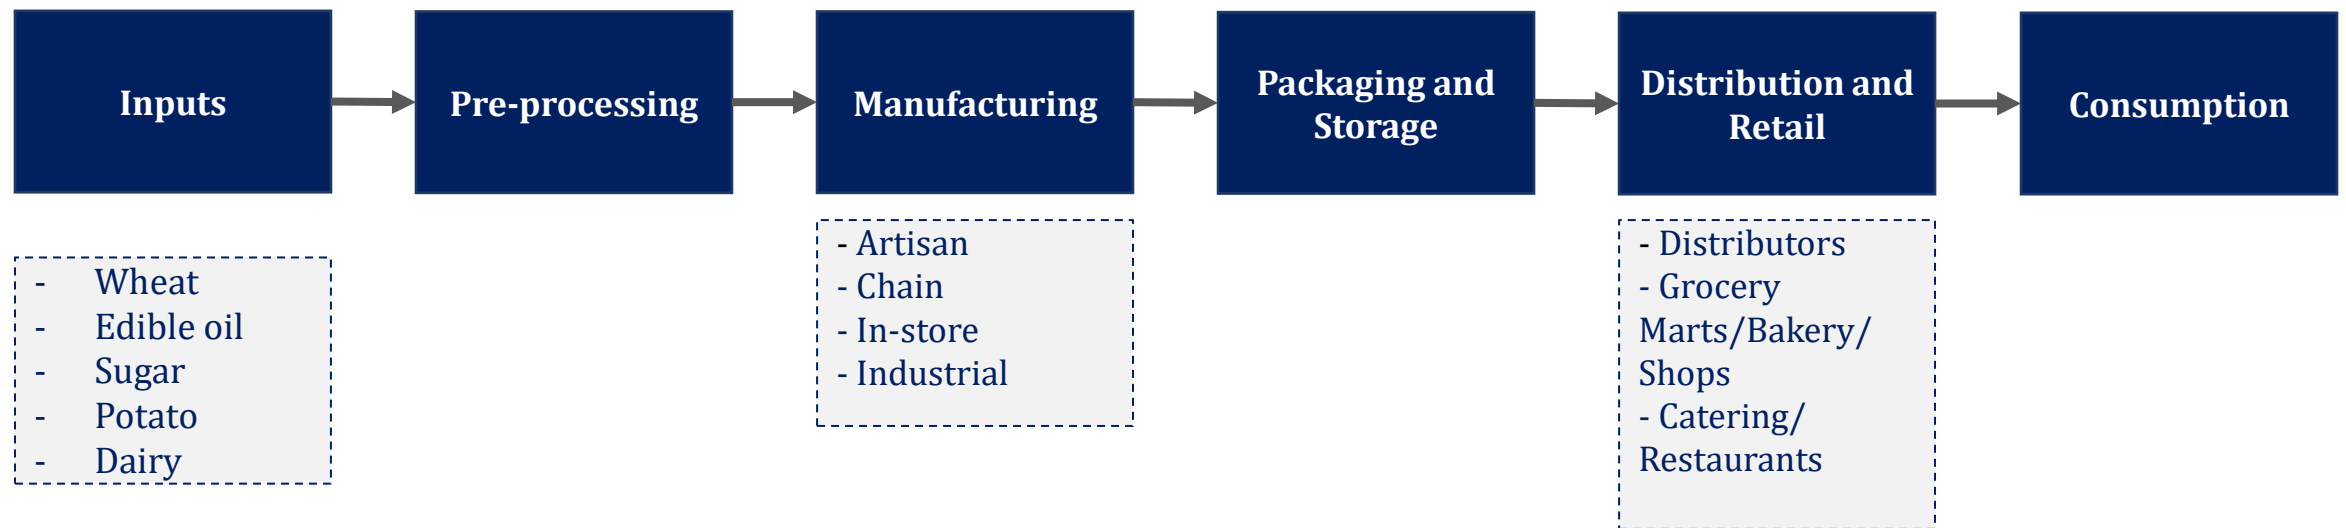 Inputs
Pre-processing
Manufacturing
Packaging and
Storage
Distribution and
Retail
Consumption
- Wheat
- Edible oil
- Sugar
- Potato
- Dairy
- Artisan
- Chain
- In-store
- Industrial
- Distributors
- Grocery
Marts/Bakery/
Shops
- Catering/
Restaurants